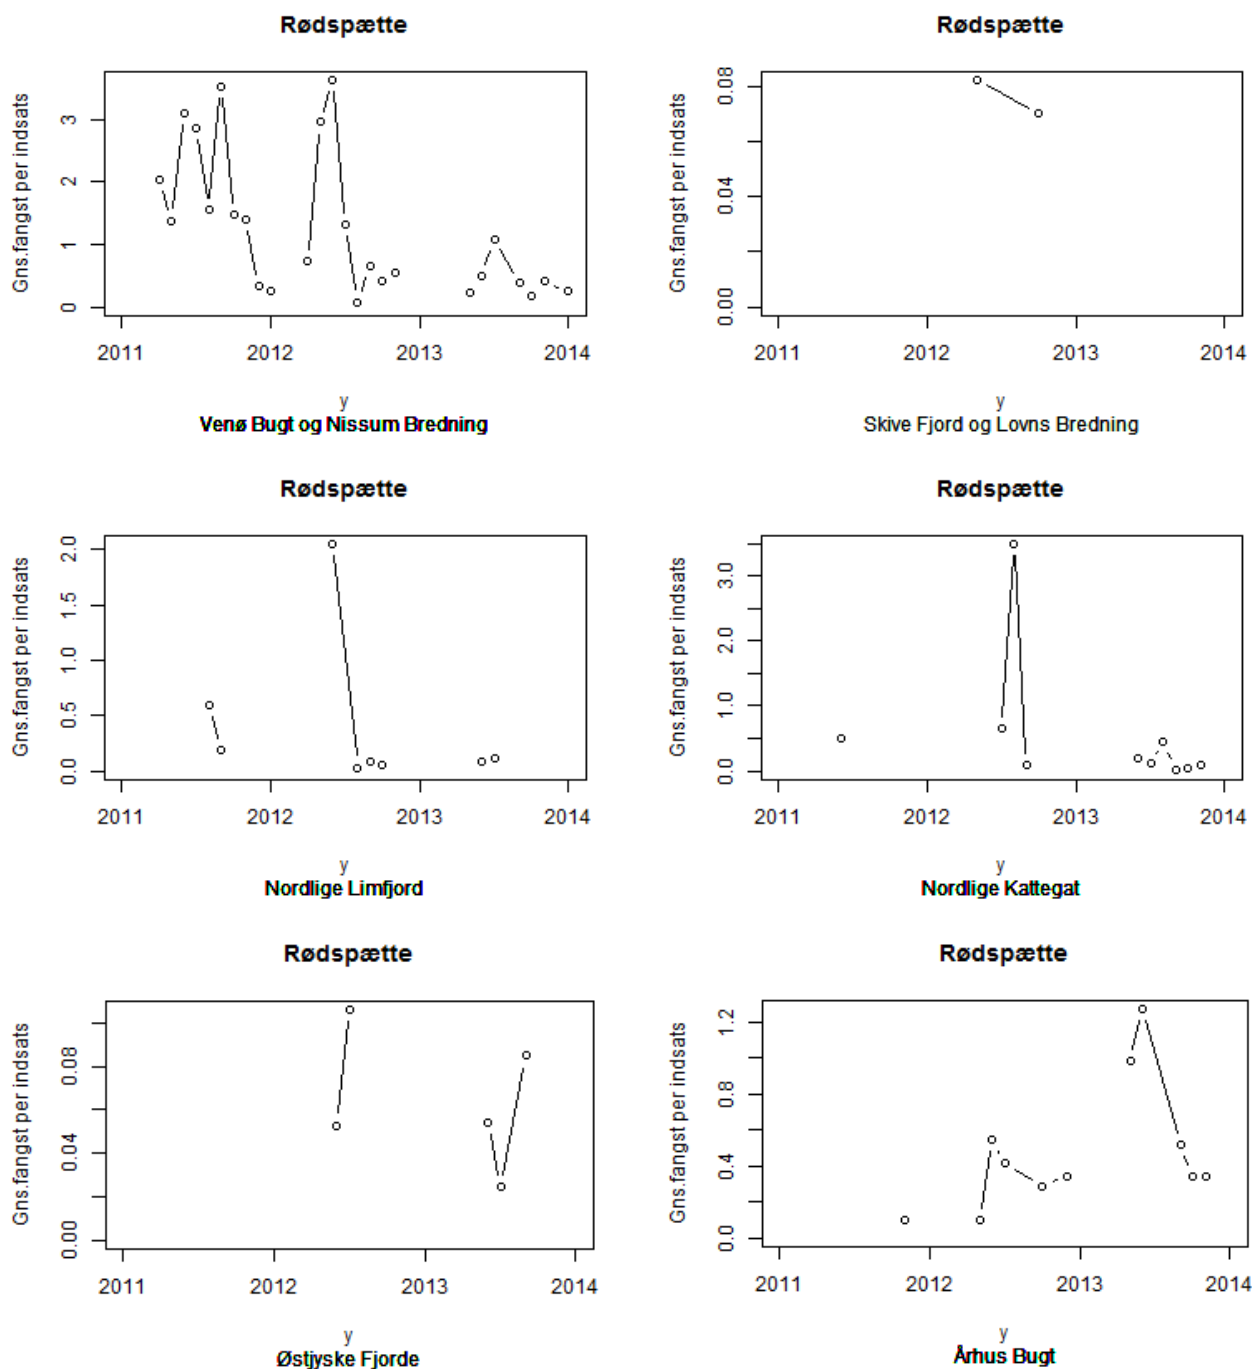 Rødspætte
Gns.fangst per indsats
0 1 2 3
2011 2012 2013 2014
y
Venø Bugt og Nissum Bredning
Rødspætte
Gns.fangst per indsats
0.00 0.04 0.08
2011 2012 2013 2014
y
Skive Fjord og Lovns Bredning
Rødspætte
Gns.fangst per indsats
0.0 0.5 1.0 1.5 2.0
2011 2012 2013 2014
y
Nordlige Limfjord
Rødspætte
Gns.fangst per indsats
0.0 1.0 2.0 3.0
2011 2012 2013 2014
y
Nordlige Kattegat
Rødspætte
Gns.fangst per indsats
0.00 0.04 0.08
2011 2012 2013 2014
y
Østjyske Fjorde
Rødspætte
Gns.fangst per indsats
0.0 0.4 0.8 1.2
2011 2012 2013 2014
y
Århus Bugt